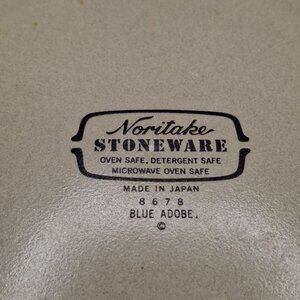 Noritake
STONEWARE
OVEN SAFE, DETERGENT SAFE
MICROWAVE OVEN SAFE
MADE IN JAPAN
8678
BLUE ADOBE.